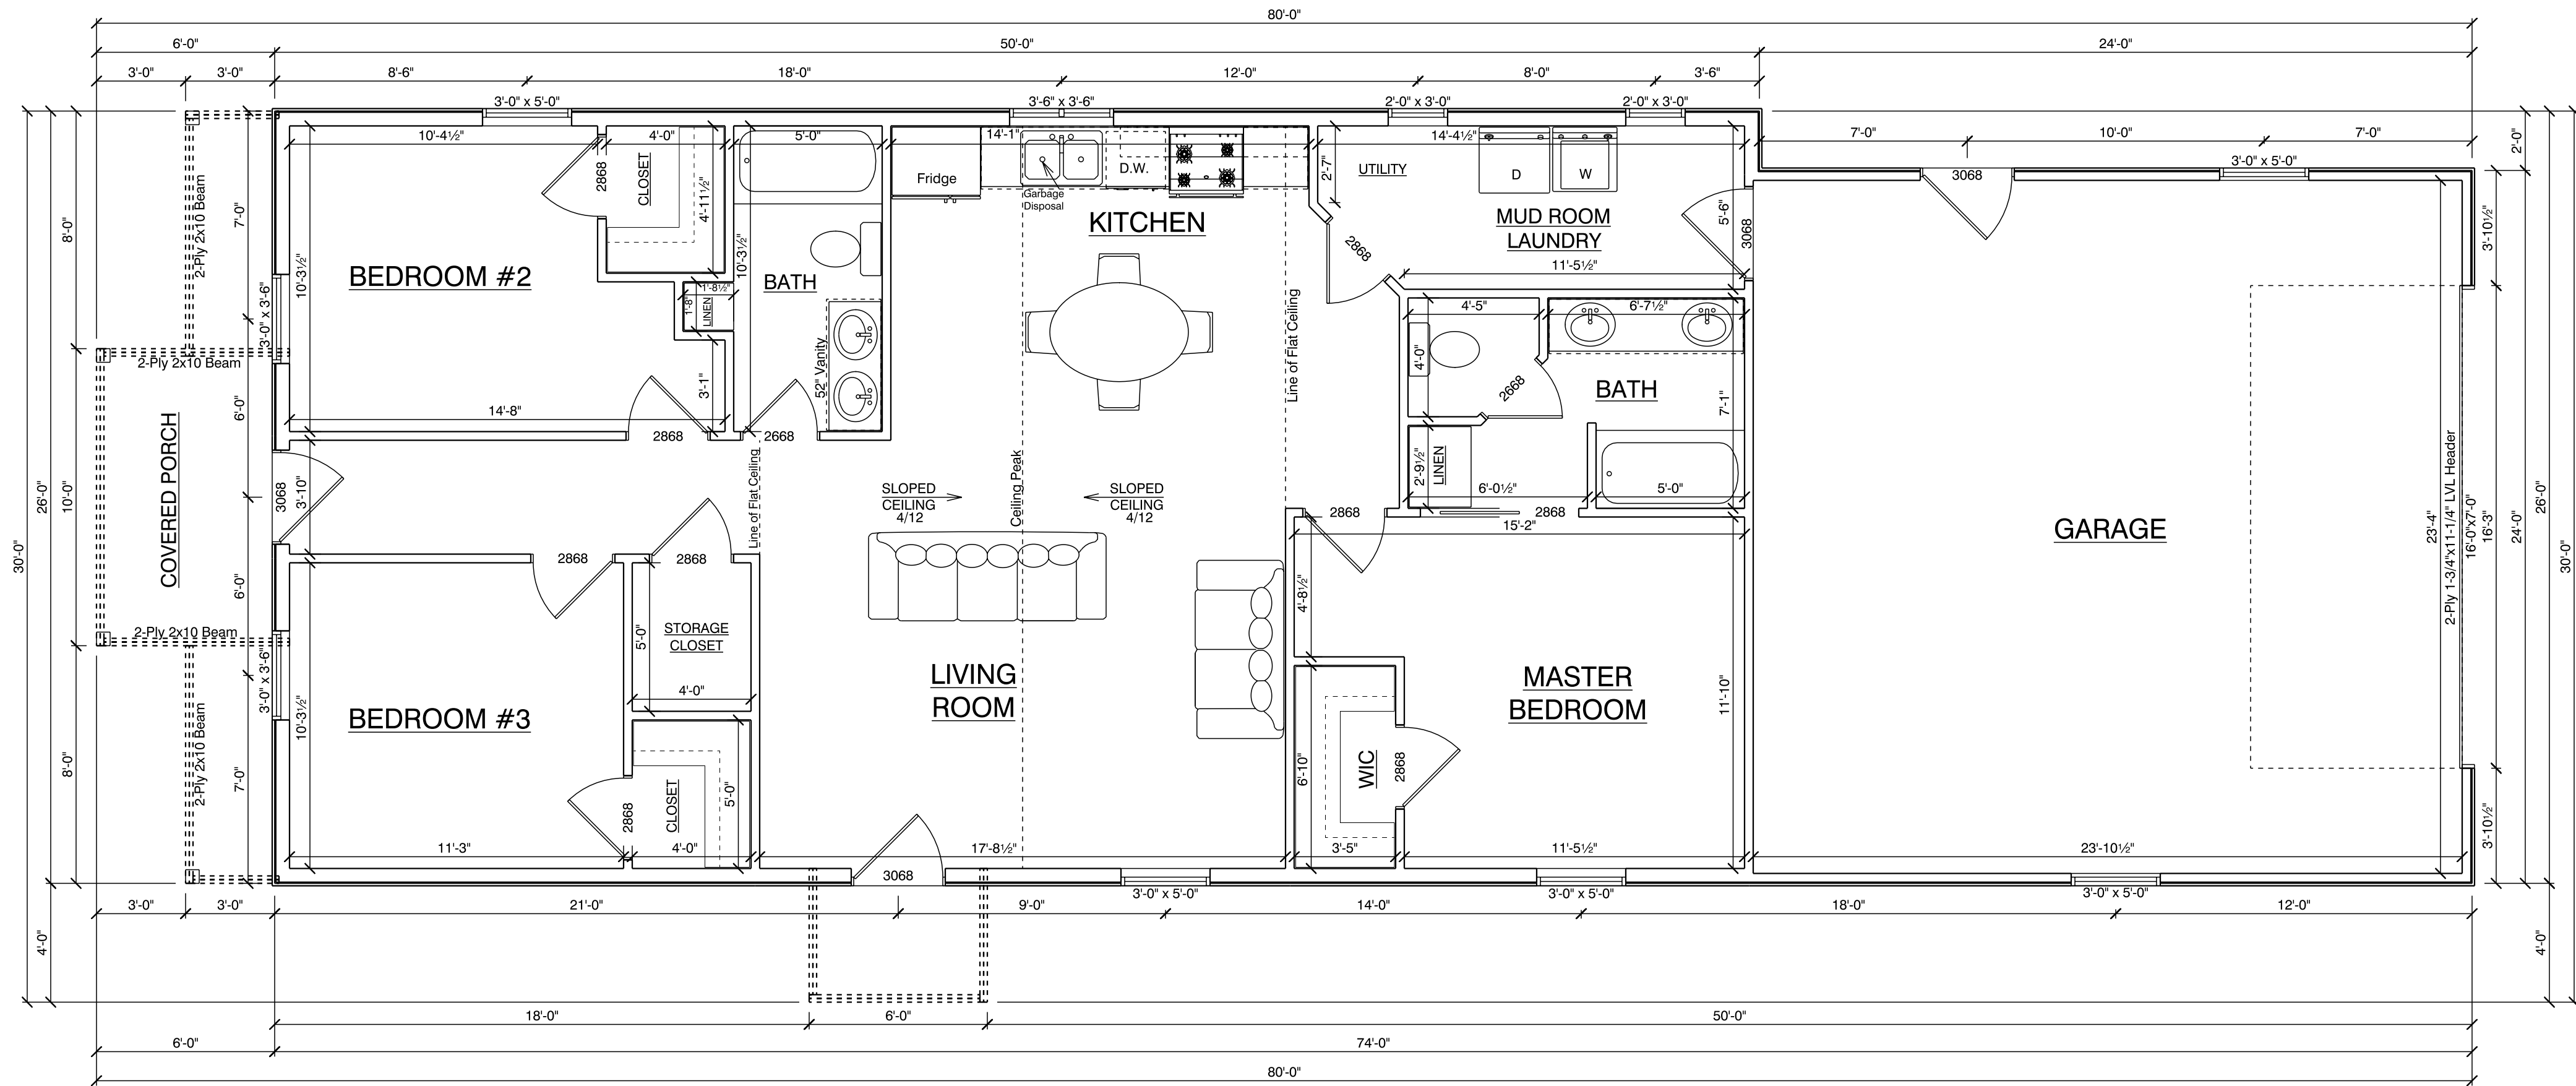 80'-0"
6'-0" 50'-0" 24'-0"
3'-0" 3'-0" 8'-6" 18'-0" 12'-0" 8'-0" 3'-6"
3'-0" x 5'-0" 3'-6" x 3'-6" 2'-0" x 3'-0" 2'-0" x 3'-0"
10'-4½" 4'-0" 5'-0" 14'-1" 14'-4½" 7'-0" 10'-0" 7'-0" 2'-0"
3'-0" x 5'-0"
3068
2868
CLOSET
4'-11½"
Fridge
Garbage
Disposal
D.W.
2'-7"
UTILITY
D
W
2-Ply 2x10 Beam
7'-0"
8'-0"
KITCHEN
MUD ROOM
LAUNDRY
5'-6"
3068
3'-10½"
2868
11'-5½"
BEDROOM #2
10'-3½"
10'-3½"
BATH
1'-8½"
1'-8"
LINEN
3'-0" x 3'-6"
2-Ply 2x10 Beam
Line of Flat Ceiling
4'-5"
6'-7½"
4'-0"
2668
BATH
7'-1"
52" Vanity
3'-1"
6'-0"
14'-8"
2868
2668
COVERED PORCH
30'-0"
26'-0"
10'-0"
3068
3'-10"
Line of Flat Ceiling
Ceiling Peak
SLOPED
CEILING
4/12
SLOPED
CEILING
4/12
2'-9½"
LINEN
6'-0½"
5'-0"
2868
2868
15'-2"
GARAGE
23'-4"
2-Ply 1-3/4"x11-1/4" LVL Header
16'-0"x7'-0"
16'-3"
24'-0"
26'-0"
30'-0"
2868
2868
6'-0"
2-Ply 2x10 Beam
4'-8½"
STORAGE
CLOSET
5'-0"
4'-0"
3'-0" x 3'-6"
10'-3½"
BEDROOM #3
LIVING
ROOM
MASTER
BEDROOM
11'-10"
2-Ply 2x10 Beam
7'-0"
8'-0"
2868
CLOSET
5'-0"
6'-10"
WIC
2868
3'-10½"
11'-3" 4'-0" 17'-8½" 3'-5" 11'-5½" 23'-10½"
3068
3'-0" x 5'-0" 3'-0" x 5'-0" 3'-0" x 5'-0"
3'-0" 3'-0" 21'-0" 9'-0" 14'-0" 18'-0" 12'-0"
4'-0" 4'-0"
18'-0" 6'-0" 50'-0"
6'-0" 74'-0"
80'-0"